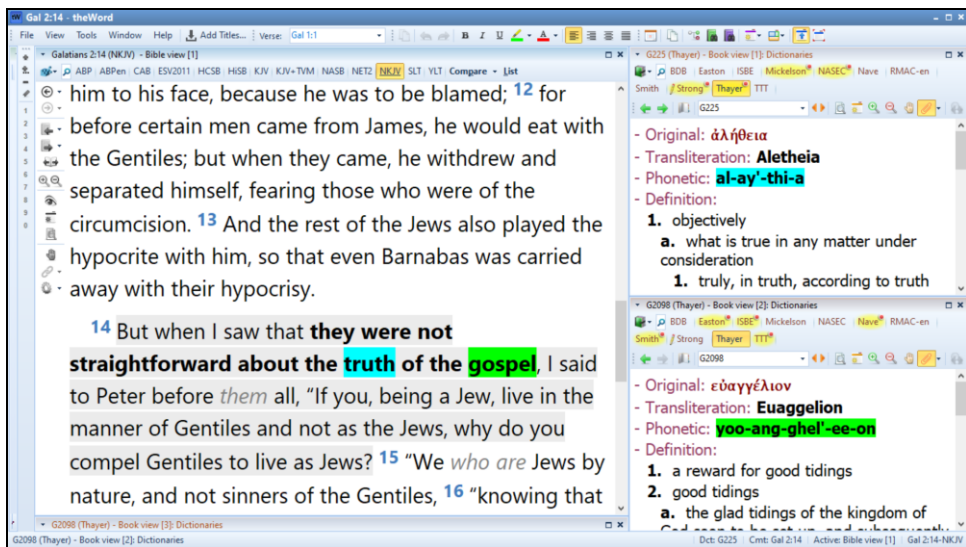 Gal 2:14 - theWord
File View Tools Window Help Add Titles... Verse: Gal 1:1 B I U A
Galatians 2:14 (NKJV) - Bible view [1]
ABP ABPen CAB ESV2011 HCSB HiSB KJV KJV+TVM NASB NET2 NKJV SLT YLT Compare List
him to his face, because he was to be blamed; 12 for
before certain men came from James, he would eat with
the Gentiles; but when they came, he withdrew and
separated himself, fearing those who were of the
circumcision. 13 And the rest of the Jews also played the
hypocrite with him, so that even Barnabas was carried
away with their hypocrisy.
14 But when I saw that they were not
straightforward about the truth of the gospel, I said
to Peter before them all, “If you, being a Jew, live in the
manner of Gentiles and not as the Jews, why do you
compel Gentiles to live as Jews? 15 “We who are Jews by
nature, and not sinners of the Gentiles, 16 “knowing that
G2098 (Thayer) - Book view [3]: Dictionaries
G225 (Thayer) - Book view [1]: Dictionaries
BDB Easton ISBE Mickelson NASEC Nave RMAC-en
Smith Strong Thayer TTT
G225
- Original: ἀλήθεια
- Transliteration: Aletheia
- Phonetic: al-ay'-thi-a
- Definition:
1. objectively
a. what is true in any matter under
consideration
1. truly, in truth, according to truth
G2098 (Thayer) - Book view [2]: Dictionaries
BDB Easton ISBE Mickelson NASEC Nave RMAC-en
Smith Strong Thayer TTT
G2098
- Original: εὐαγγέλιον
- Transliteration: Euaggelion
- Phonetic: yoo-ang-ghel'-ee-on
- Definition:
1. a reward for good tidings
2. good tidings
a. the glad tidings of the kingdom of
G2098 (Thayer) - Book view [2]: Dictionaries Dct: G225 Cmt: Gal 2:14 Active: Bible view [1] Gal 2:14-NKJV